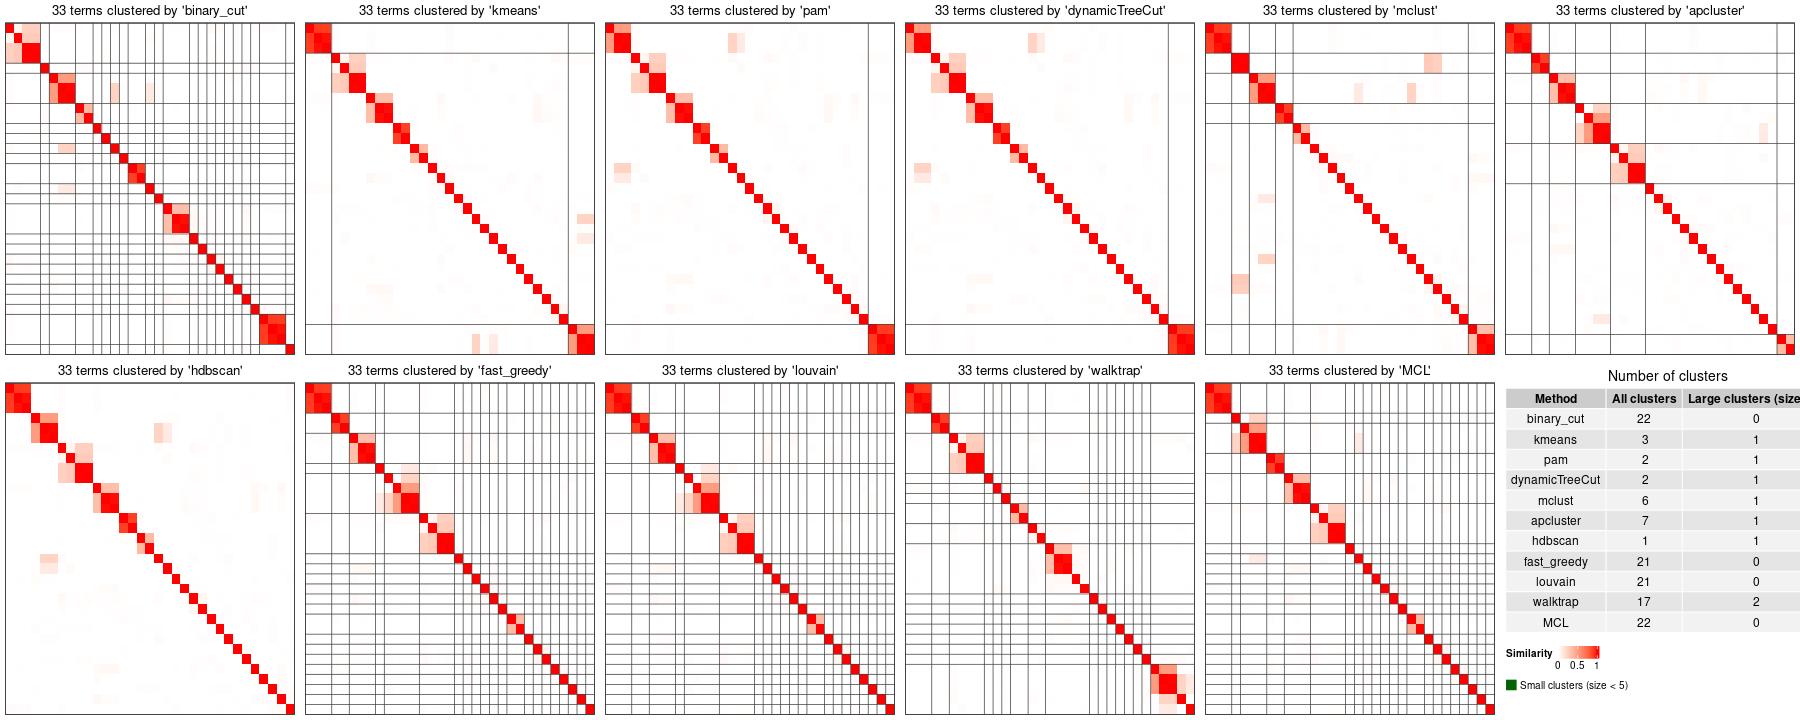 33 terms clustered by 'binary_cut'
33 terms clustered by 'kmeans'
33 terms clustered by 'pam'
33 terms clustered by 'dynamicTreeCut'
33 terms clustered by 'mclust'
33 terms clustered by 'apcluster'
33 terms clustered by 'hdbscan'
33 terms clustered by 'fast_greedy'
33 terms clustered by 'louvain'
33 terms clustered by 'walktrap'
33 terms clustered by 'MCL'
Number of clusters
Method All clusters Large clusters (size
binary_cut 22 0
kmeans 3 1
pam 2 1
dynamicTreeCut 2 1
mclust 6 1
apcluster 7 1
hdbscan 1 1
fast_greedy 21 0
louvain 21 0
walktrap 17 2
MCL 22 0
Similarity
0 0.5 1
Small clusters (size < 5)